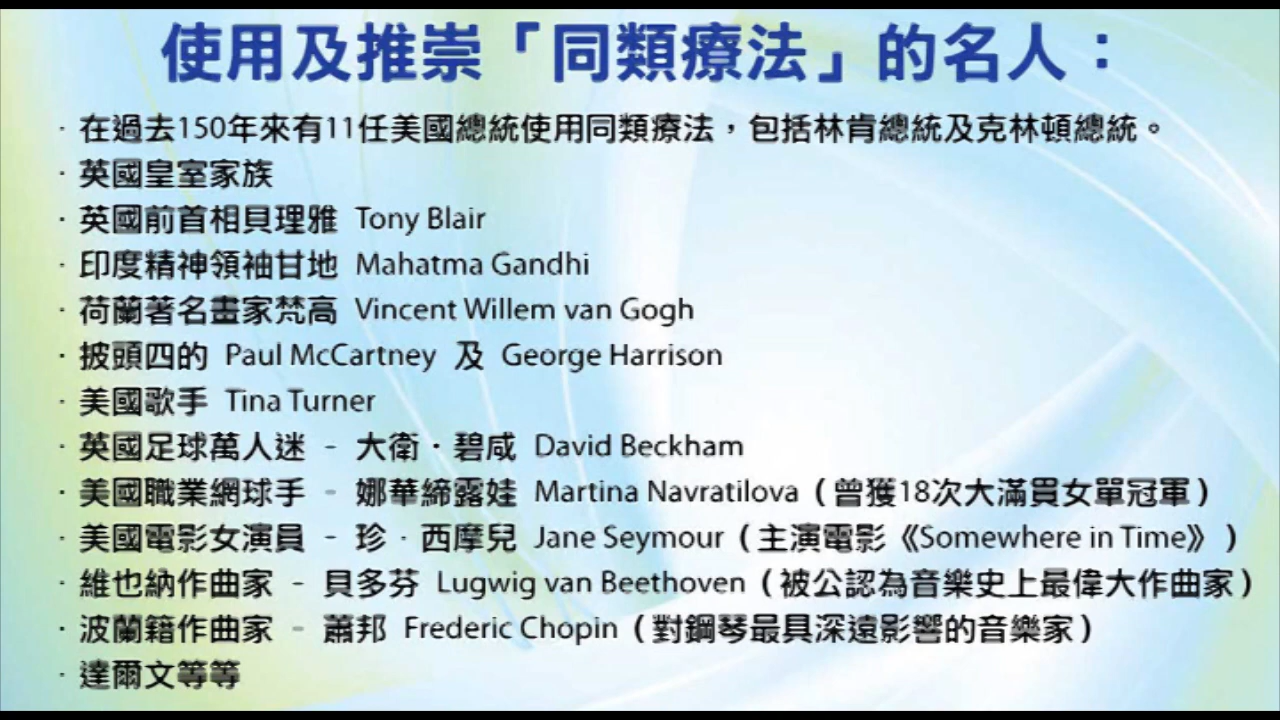 使用及推崇「同類療法」的名人：
· 在過去150年來有11任美國總統使用同類療法，包括林肯總統及克林頓總統。
· 英國皇室家族
· 英國前首相貝理雅 Tony Blair
· 印度精神領袖甘地 Mahatma Gandhi
· 荷蘭著名畫家梵高 Vincent Willem van Gogh
· 披頭四的 Paul McCartney 及 George Harrison
· 美國歌手 Tina Turner
· 英國足球萬人迷 - 大衛・碧咸 David Beckham
· 美國職業網球手 - 娜華締露娃 Martina Navratilova（曾獲18次大滿貫女單冠軍）
· 美國電影女演員 - 珍・西摩兒 Jane Seymour（主演電影《Somewhere in Time》）
· 維也納作曲家 - 貝多芬 Lugwig van Beethoven（被公認為音樂史上最偉大作曲家）
· 波蘭籍作曲家 - 蕭邦 Frederic Chopin（對鋼琴最具深遠影響的音樂家）
· 達爾文等等